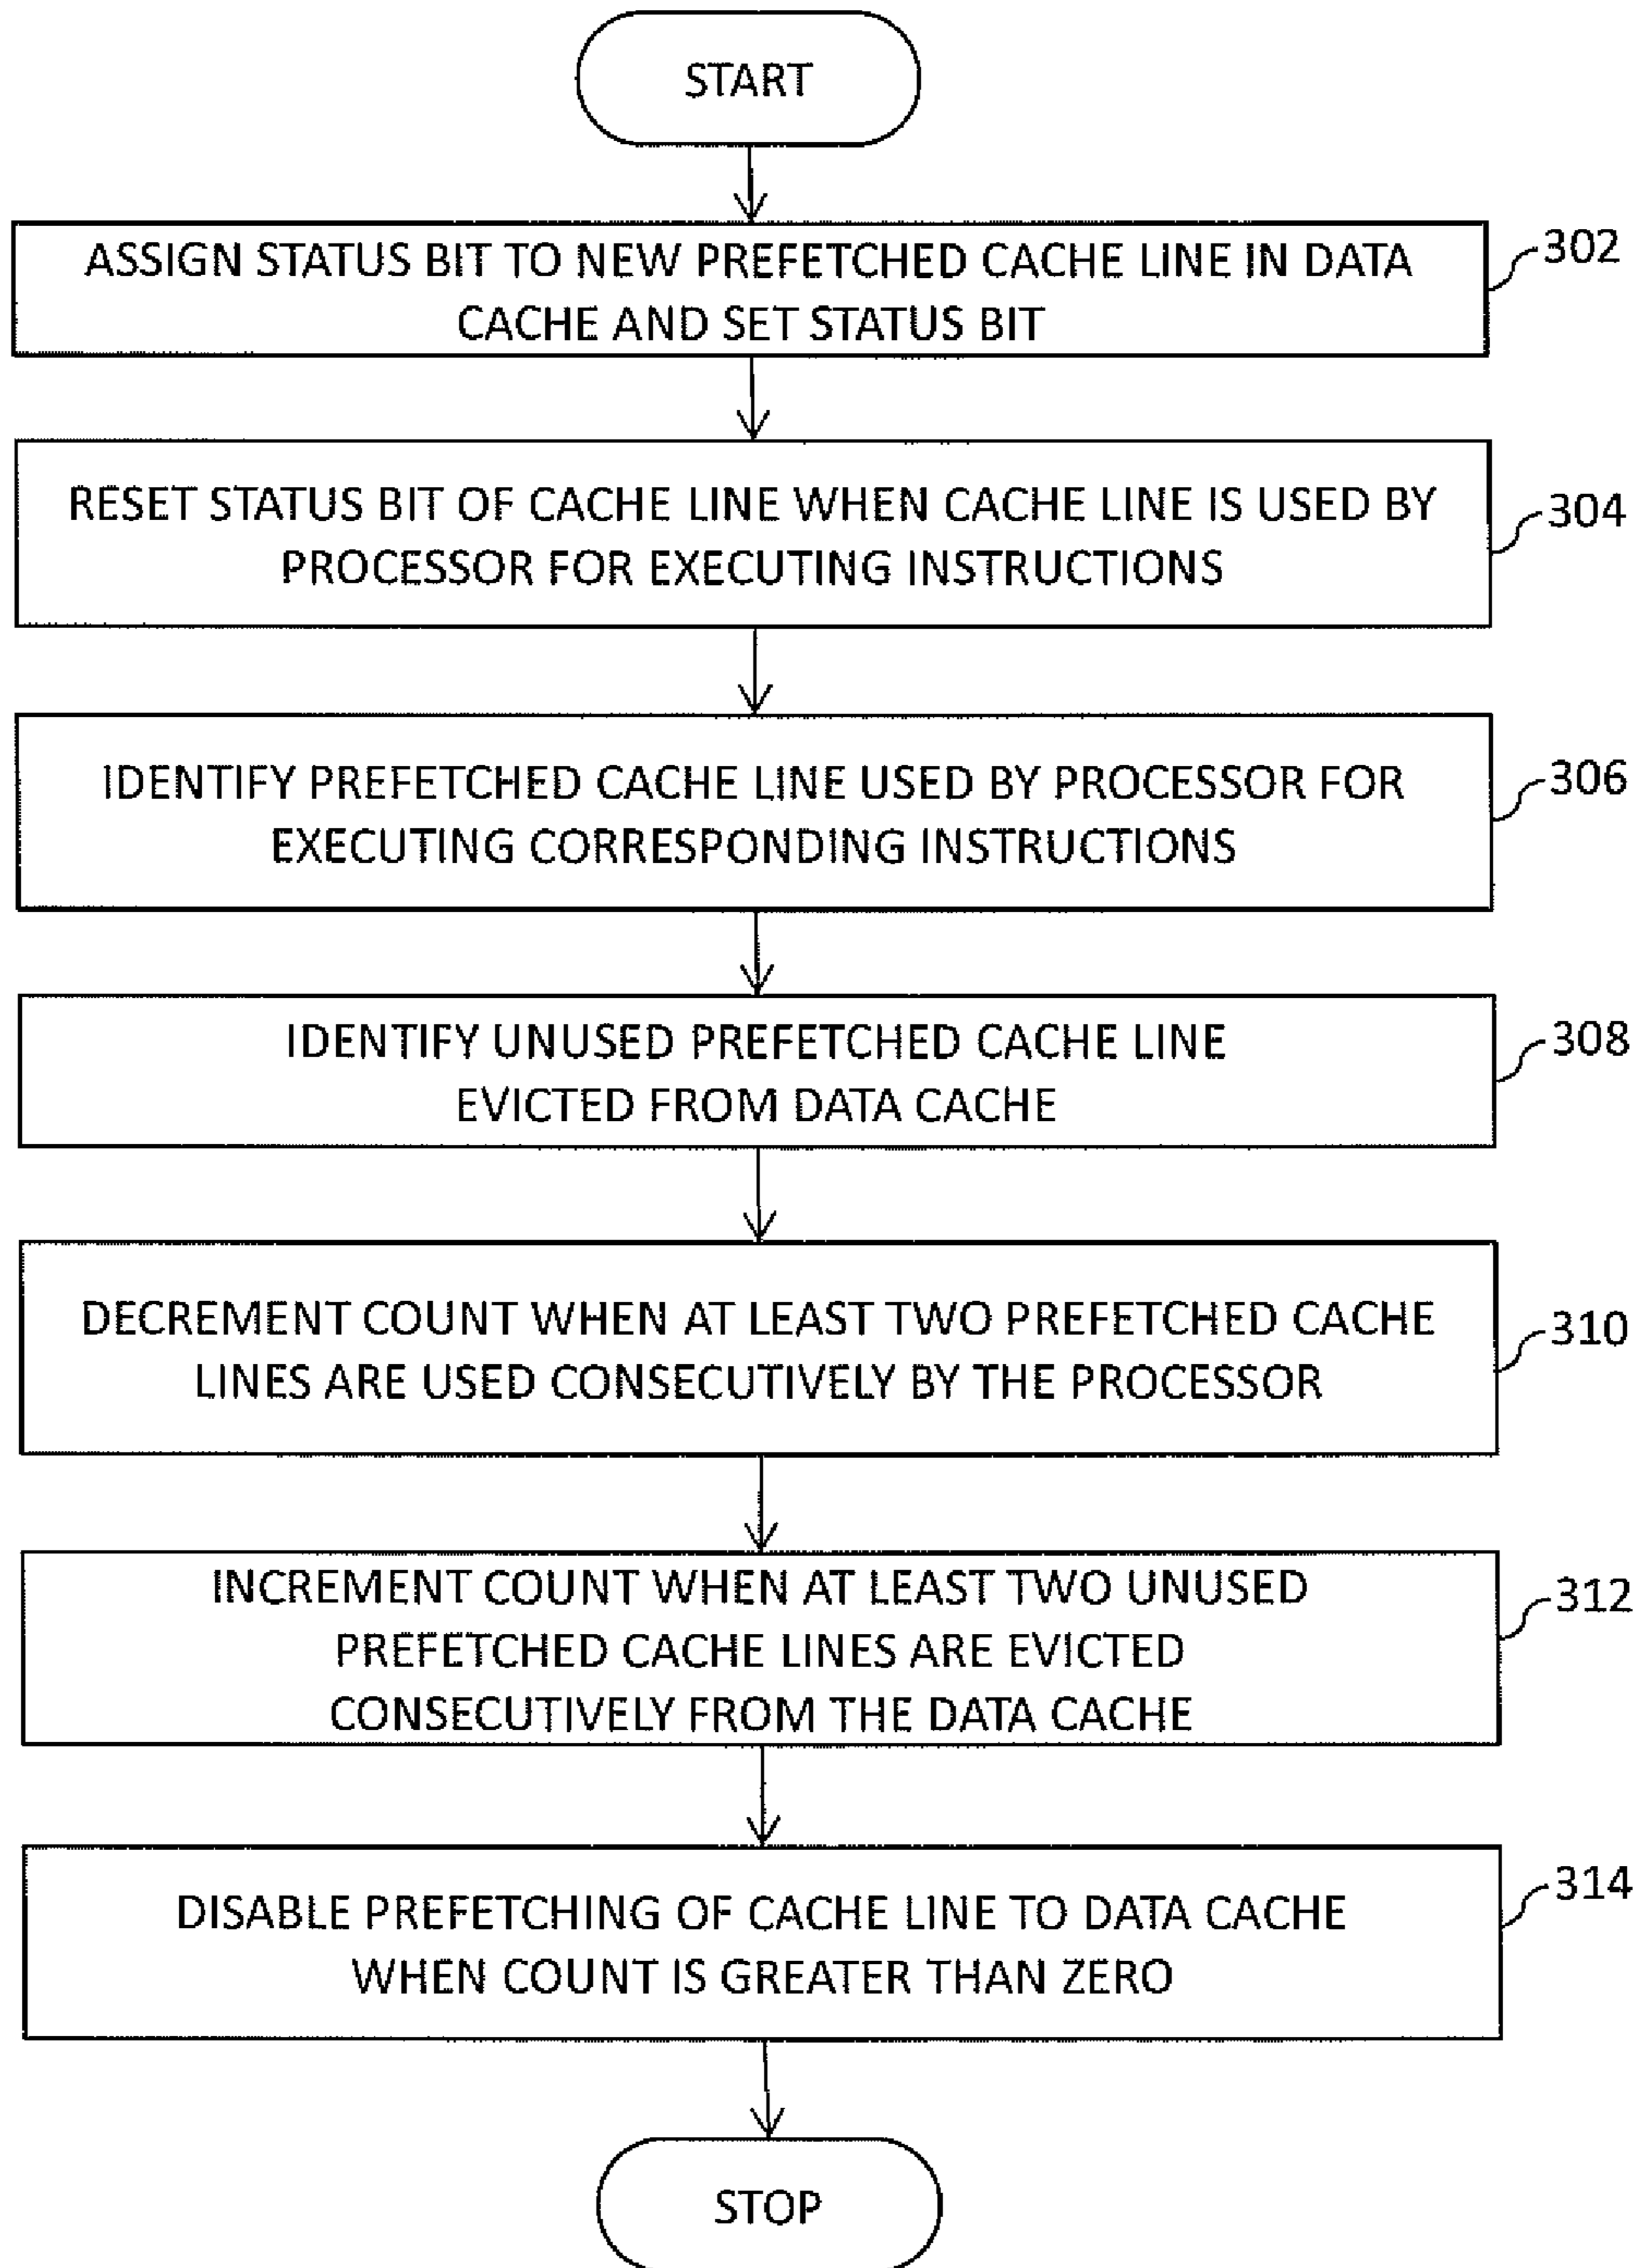 START
ASSIGN STATUS BIT TO NEW PREFETCHED CACHE LINE IN DATA
CACHE AND SET STATUS BIT
302
RESET STATUS BIT OF CACHE LINE WHEN CACHE LINE IS USED BY
PROCESSOR FOR EXECUTING INSTRUCTIONS
304
IDENTIFY PREFETCHED CACHE LINE USED BY PROCESSOR FOR
EXECUTING CORRESPONDING INSTRUCTIONS
306
IDENTIFY UNUSED PREFETCHED CACHE LINE
EVICTED FROM DATA CACHE
308
DECREMENT COUNT WHEN AT LEAST TWO PREFETCHED CACHE
LINES ARE USED CONSECUTIVELY BY THE PROCESSOR
310
INCREMENT COUNT WHEN AT LEAST TWO UNUSED
PREFETCHED CACHE LINES ARE EVICTED
CONSECUTIVELY FROM THE DATA CACHE
312
DISABLE PREFETCHING OF CACHE LINE TO DATA CACHE
WHEN COUNT IS GREATER THAN ZERO
314
STOP